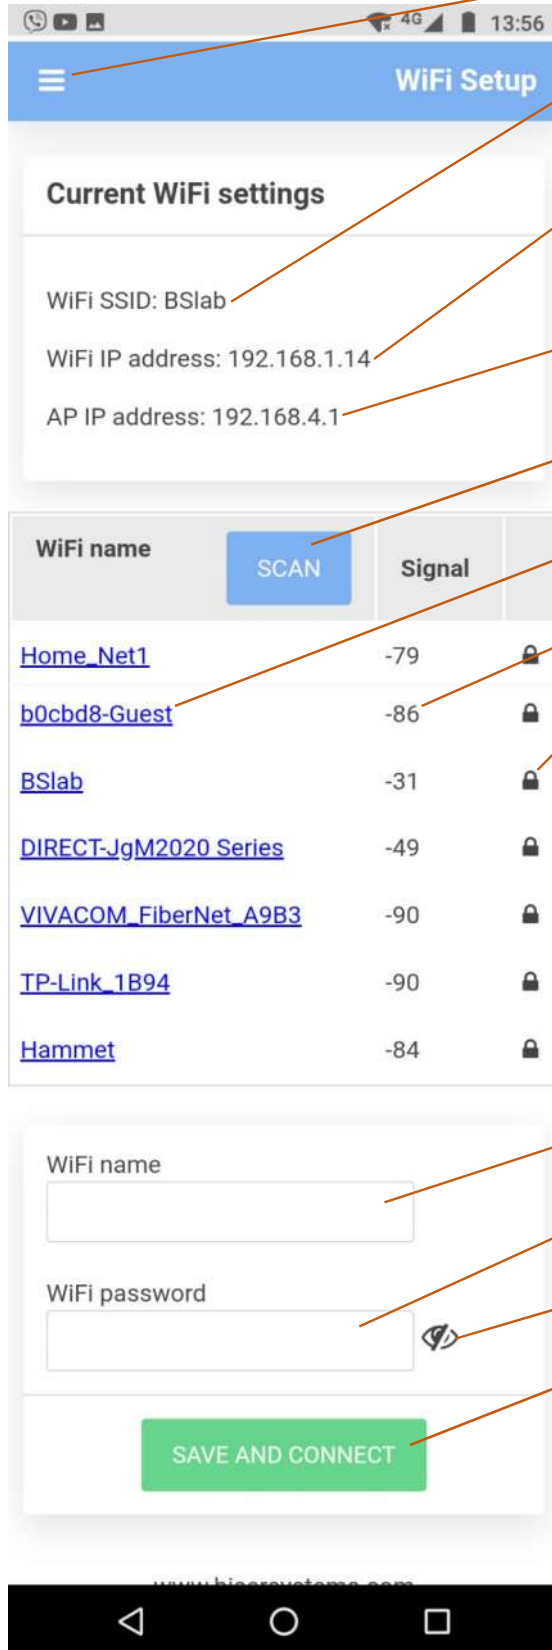 4G 13:56
WiFi Setup
Current WiFi settings
WiFi SSID: BSlab
WiFi IP address: 192.168.1.14
AP IP address: 192.168.4.1
WiFi name SCAN Signal
Home_Net1 -79
b0cbd8-Guest -86
BSlab -31
DIRECT-JgM2020 Series -49
VIVACOM_FiberNet_A9B3 -90
TP-Link_1B94 -90
Hammet -84
WiFi name
WiFi password
SAVE AND CONNECT